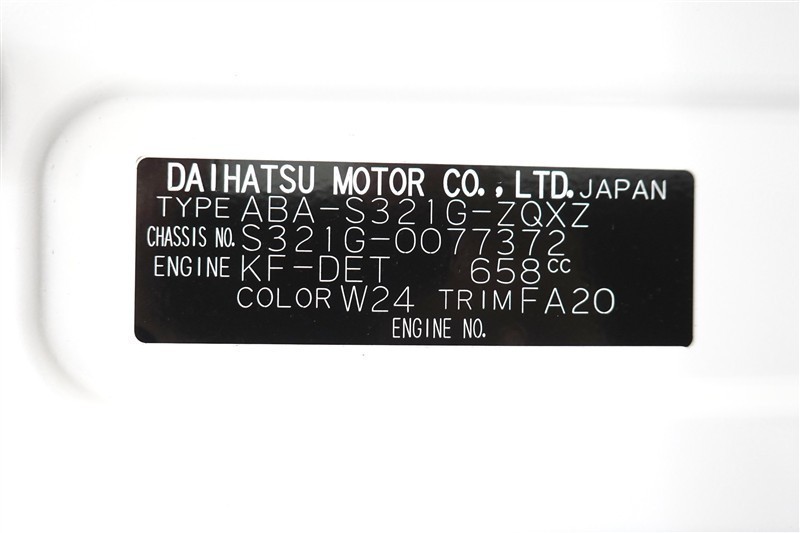 DAIHATSU MOTOR CO., LTD. JAPAN
TYPE ABA-S321G-ZQXZ
CHASSIS NO. S321G-0077372
ENGINE KF-DET 658cc
COLOR W24 TRIM FA20
ENGINE NO.